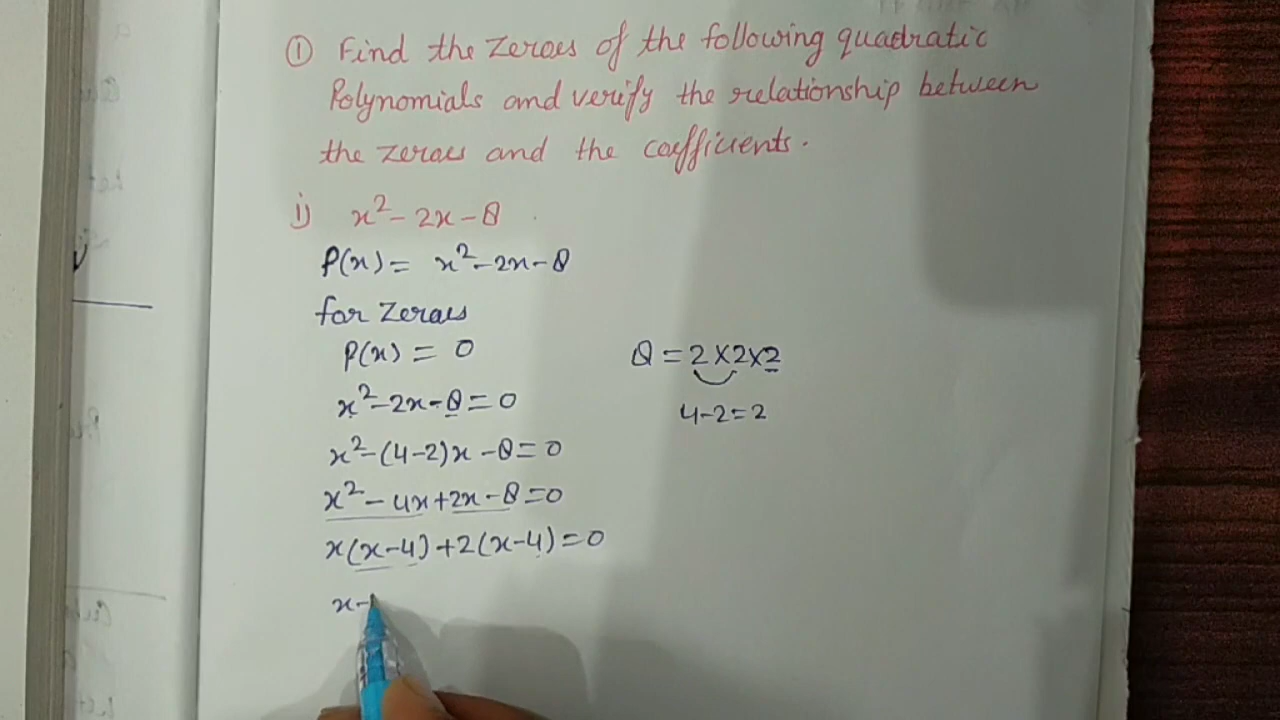 ① Find the Zeroes of the following quadratic
Polynomials and verify the relationship between
the zeroes and the coefficients.
i) x² - 2x - 8
P(x) = x² - 2x - 8
for Zeroes
P(x) = 0
8 = 2×2×2
x² - 2x - 8 = 0
4-2=2
x² - (4-2)x - 8 = 0
x² - 4x + 2x - 8 = 0
x(x-4) + 2(x-4) = 0
x-